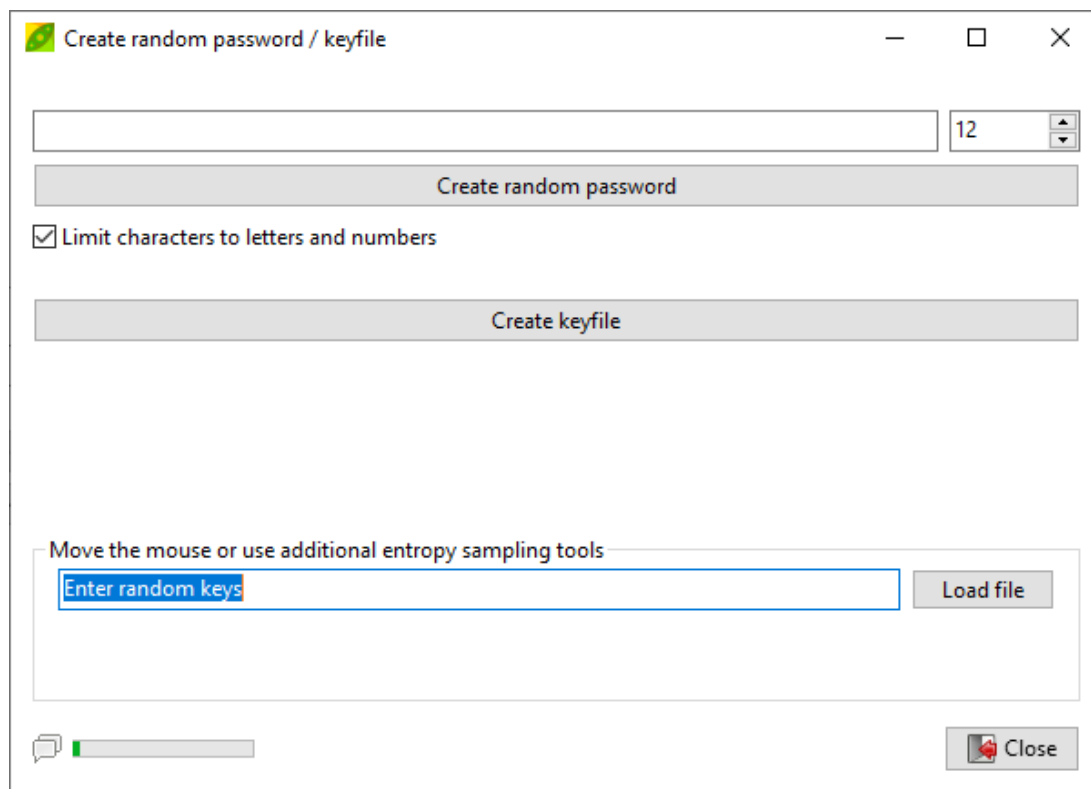 Create random password / keyfile
12
Create random password
Limit characters to letters and numbers
Create keyfile
Move the mouse or use additional entropy sampling tools
Enter random keys
Load file
Close